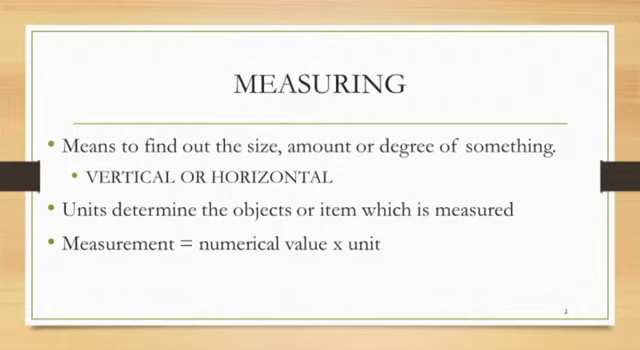 MEASURING
• Means to find out the size, amount or degree of something.
• VERTICAL OR HORIZONTAL
• Units determine the objects or item which is measured
• Measurement = numerical value x unit